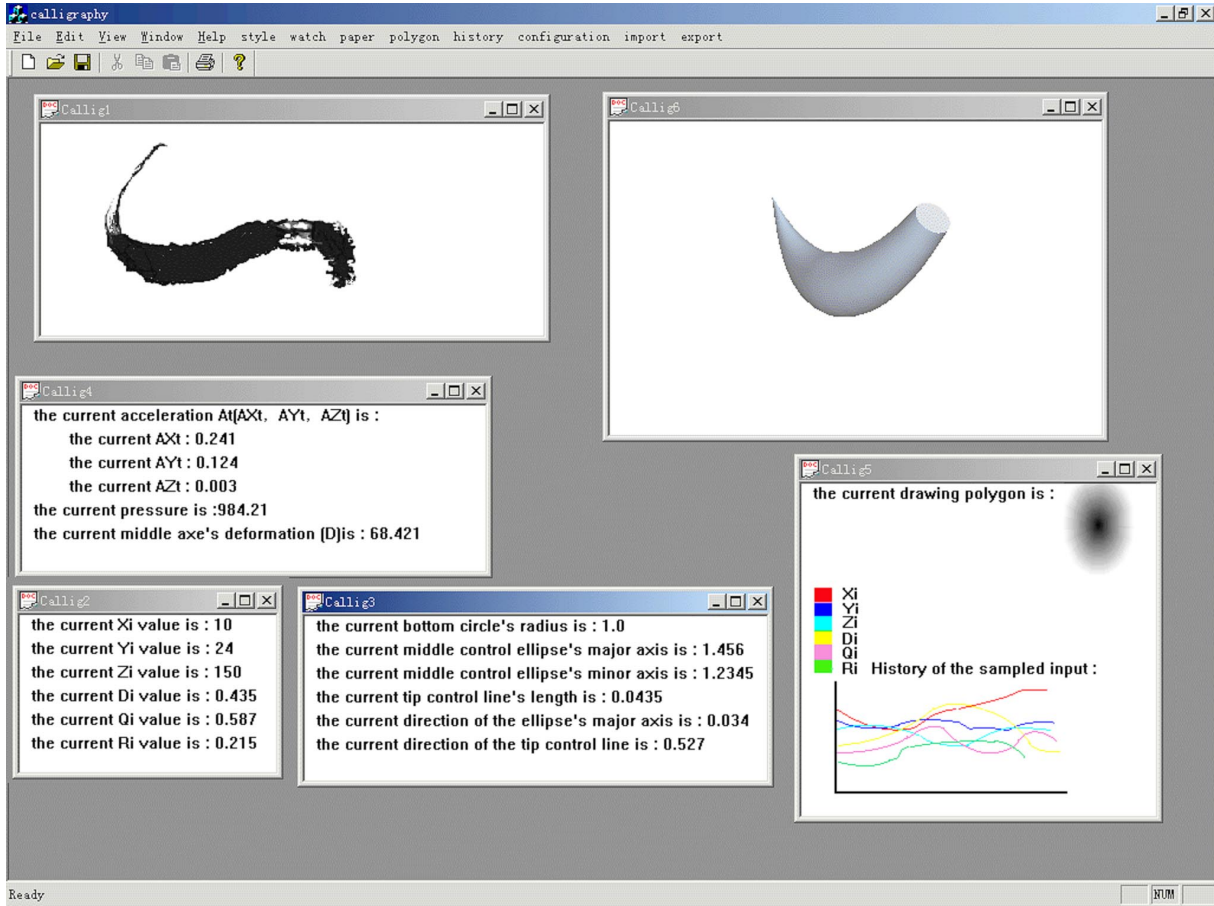 calligraphy
File Edit View Window Help style watch paper polygon history configuration import export
Callig1
DOC
Callig6
DOC
Callig4
DOC
the current acceleration At(AXt, AYt, AZt) is :
the current AXt : 0.241
the current AYt : 0.124
the current AZt : 0.003
the current pressure is :984.21
the current middle axe's deformation (D)is : 68.421
Callig2
DOC
the current Xi value is : 10
the current Yi value is : 24
the current Zi value is : 150
the current Di value is : 0.435
the current Qi value is : 0.587
the current Ri value is : 0.215
Callig3
DOC
the current bottom circle's radius is : 1.0
the current middle control ellipse's major axis is : 1.456
the current middle control ellipse's minor axis is : 1.2345
the current tip control line's length is : 0.0435
the current direction of the ellipse's major axis is : 0.034
the current direction of the tip control line is : 0.527
Callig5
DOC
the current drawing polygon is :
Xi
Yi
Zi
Di
Qi
Ri History of the sampled input :
Ready
NUM